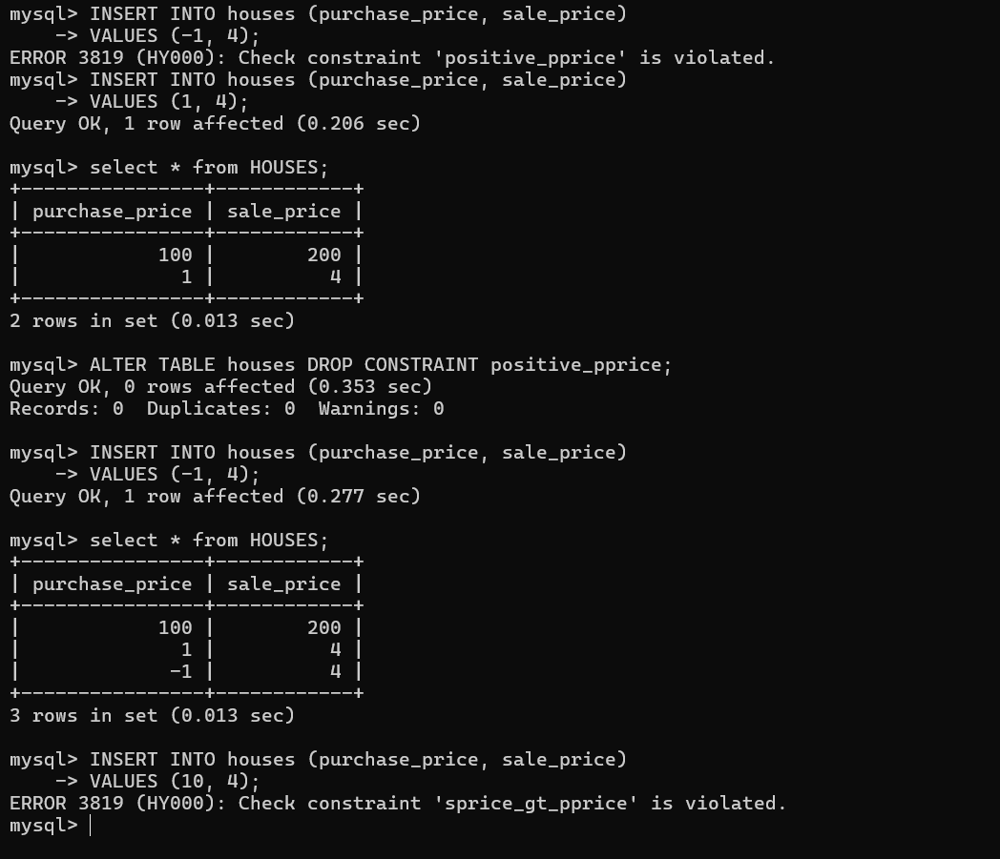 mysql> INSERT INTO houses (purchase_price, sale_price)
    -> VALUES (-1, 4);
ERROR 3819 (HY000): Check constraint 'positive_pprice' is violated.
mysql> INSERT INTO houses (purchase_price, sale_price)
    -> VALUES (1, 4);
Query OK, 1 row affected (0.206 sec)

mysql> select * from HOUSES;
+----------------+------------+
| purchase_price | sale_price |
+----------------+------------+
|            100 |        200 |
|              1 |          4 |
+----------------+------------+
2 rows in set (0.013 sec)

mysql> ALTER TABLE houses DROP CONSTRAINT positive_pprice;
Query OK, 0 rows affected (0.353 sec)
Records: 0  Duplicates: 0  Warnings: 0

mysql> INSERT INTO houses (purchase_price, sale_price)
    -> VALUES (-1, 4);
Query OK, 1 row affected (0.277 sec)

mysql> select * from HOUSES;
+----------------+------------+
| purchase_price | sale_price |
+----------------+------------+
|            100 |        200 |
|              1 |          4 |
|             -1 |          4 |
+----------------+------------+
3 rows in set (0.013 sec)

mysql> INSERT INTO houses (purchase_price, sale_price)
    -> VALUES (10, 4);
ERROR 3819 (HY000): Check constraint 'sprice_gt_pprice' is violated.
mysql>